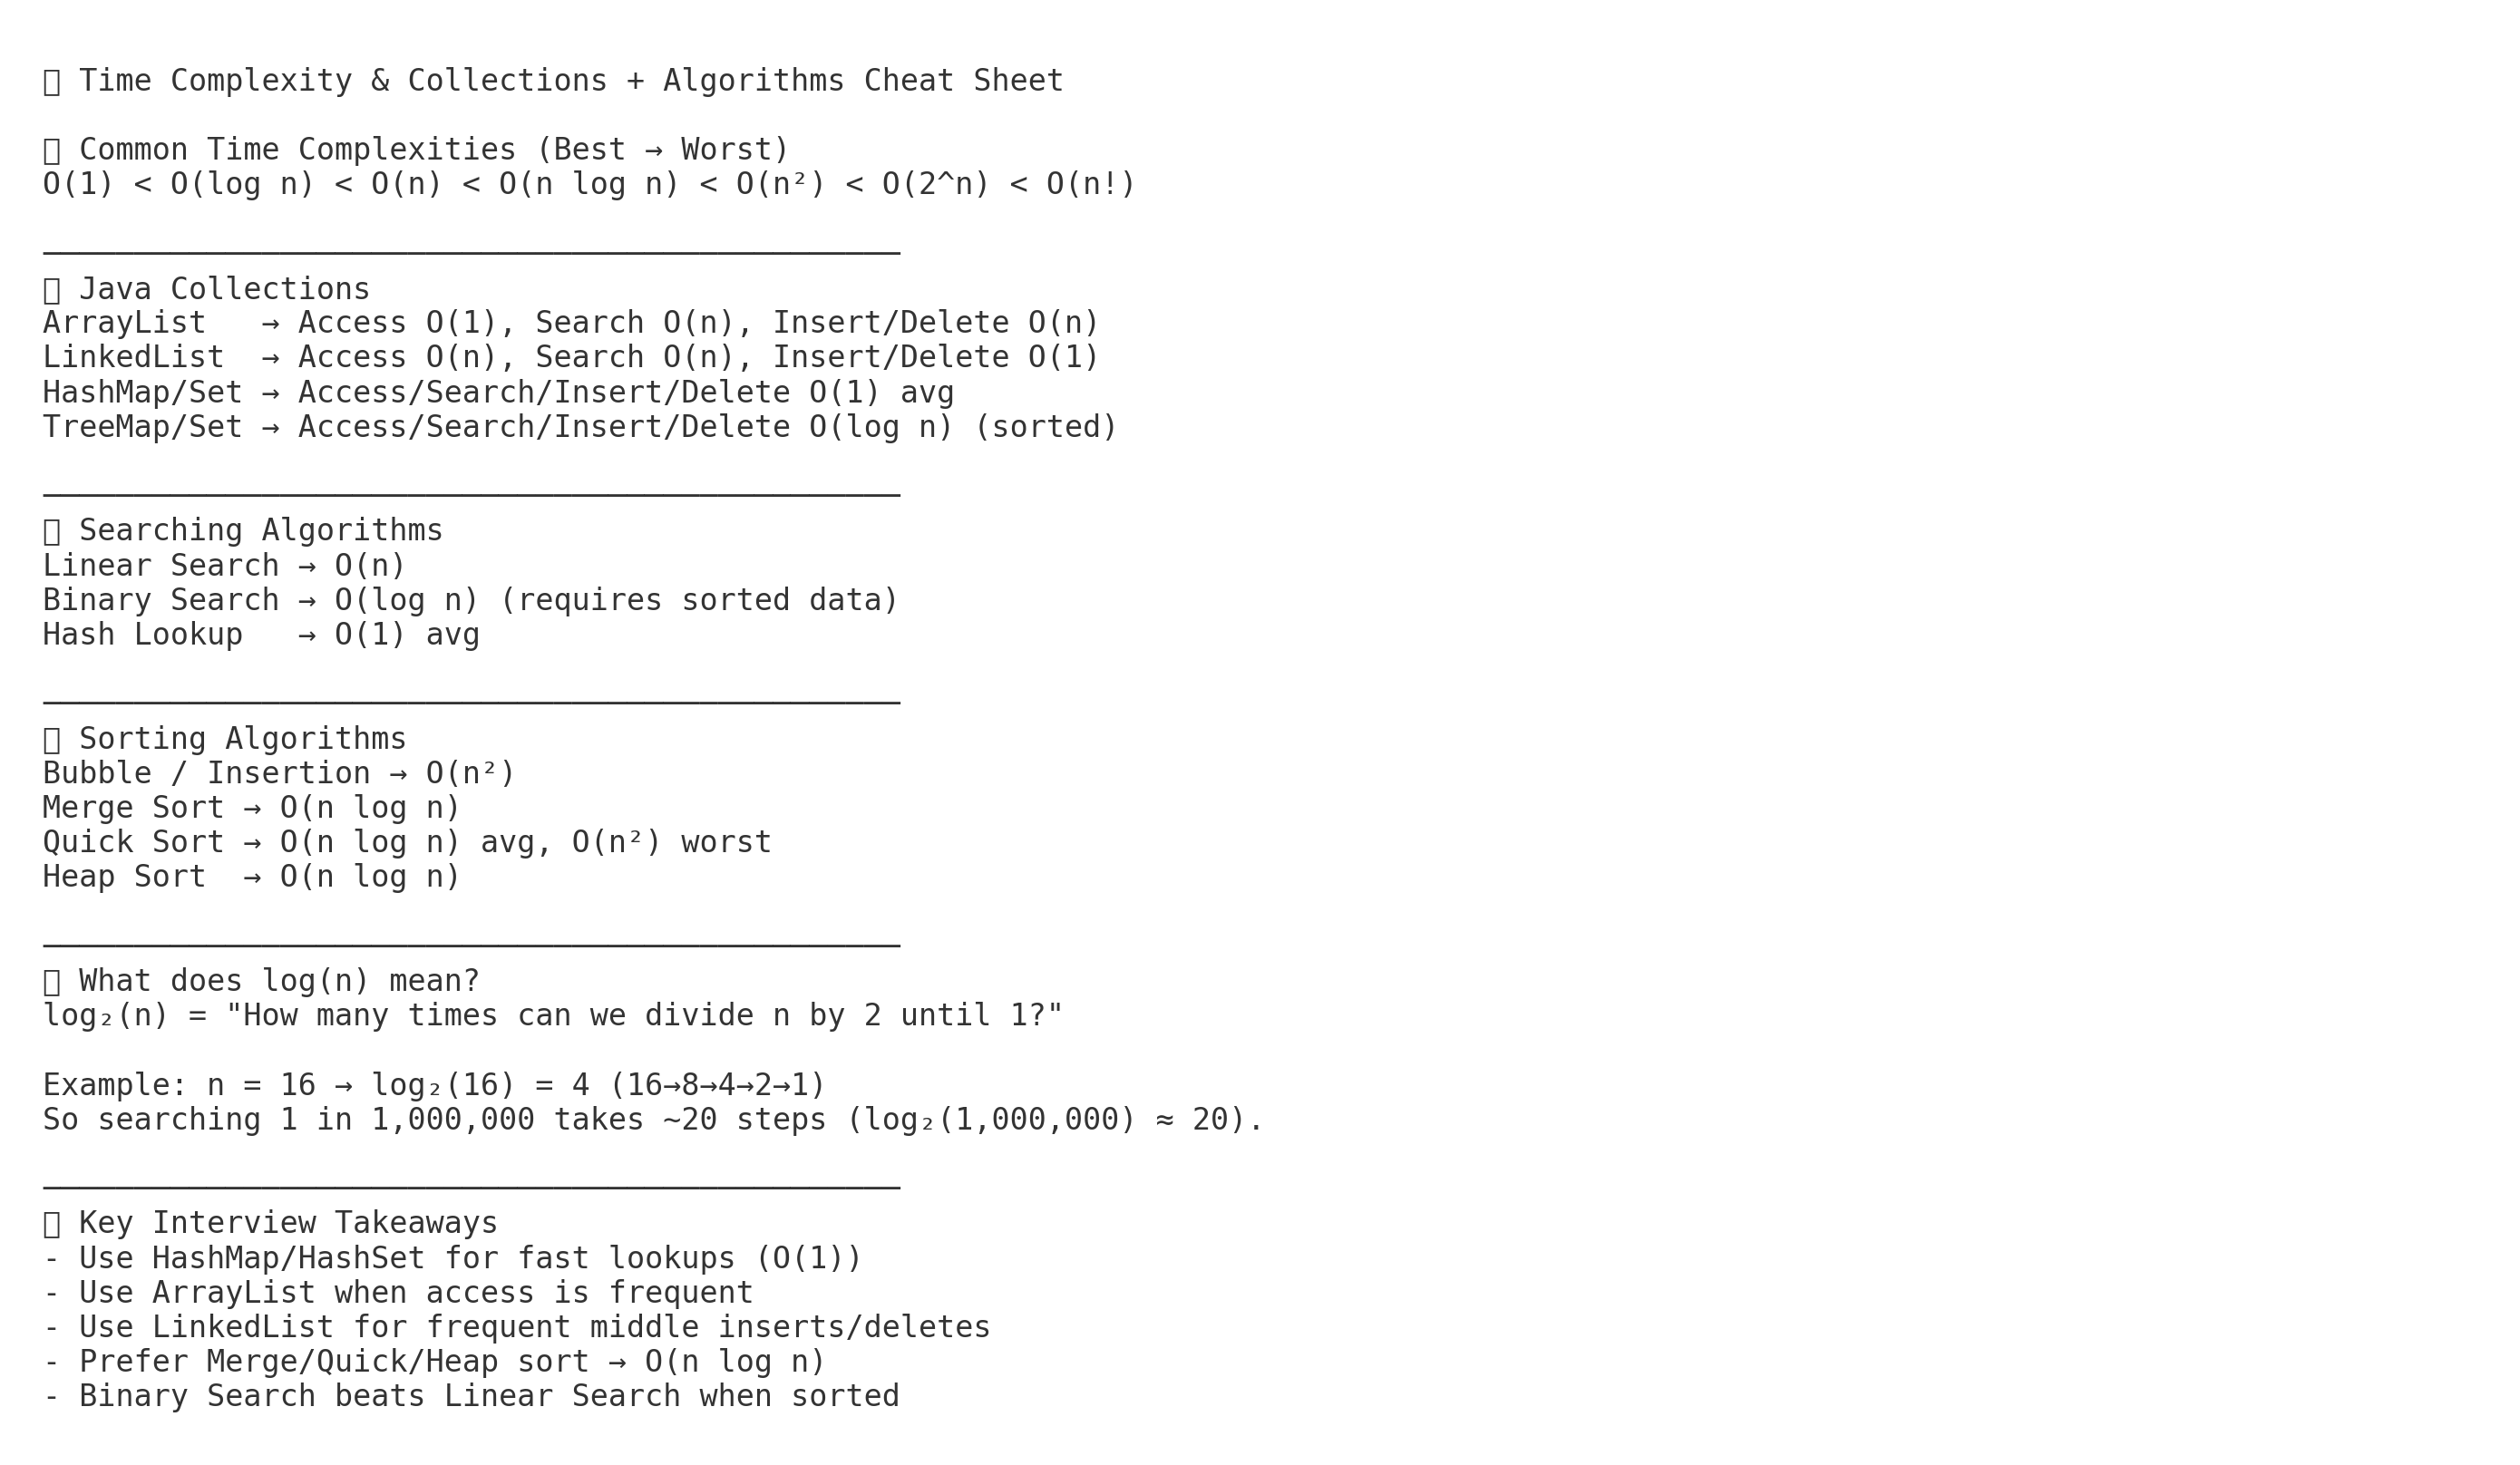 ▯ Time Complexity & Collections + Algorithms Cheat Sheet
▯ Common Time Complexities (Best → Worst)
O(1) < O(log n) < O(n) < O(n log n) < O(n²) < O(2^n) < O(n!)
▯ Java Collections
ArrayList   → Access O(1), Search O(n), Insert/Delete O(n)
LinkedList  → Access O(n), Search O(n), Insert/Delete O(1)
HashMap/Set → Access/Search/Insert/Delete O(1) avg
TreeMap/Set → Access/Search/Insert/Delete O(log n) (sorted)
▯ Searching Algorithms
Linear Search → O(n)
Binary Search → O(log n) (requires sorted data)
Hash Lookup   → O(1) avg
▯ Sorting Algorithms
Bubble / Insertion → O(n²)
Merge Sort → O(n log n)
Quick Sort → O(n log n) avg, O(n²) worst
Heap Sort  → O(n log n)
▯ What does log(n) mean?
log₂(n) = "How many times can we divide n by 2 until 1?"
Example: n = 16 → log₂(16) = 4 (16→8→4→2→1)
So searching 1 in 1,000,000 takes ~20 steps (log₂(1,000,000) ≈ 20).
▯ Key Interview Takeaways
- Use HashMap/HashSet for fast lookups (O(1))
- Use ArrayList when access is frequent
- Use LinkedList for frequent middle inserts/deletes
- Prefer Merge/Quick/Heap sort → O(n log n)
- Binary Search beats Linear Search when sorted